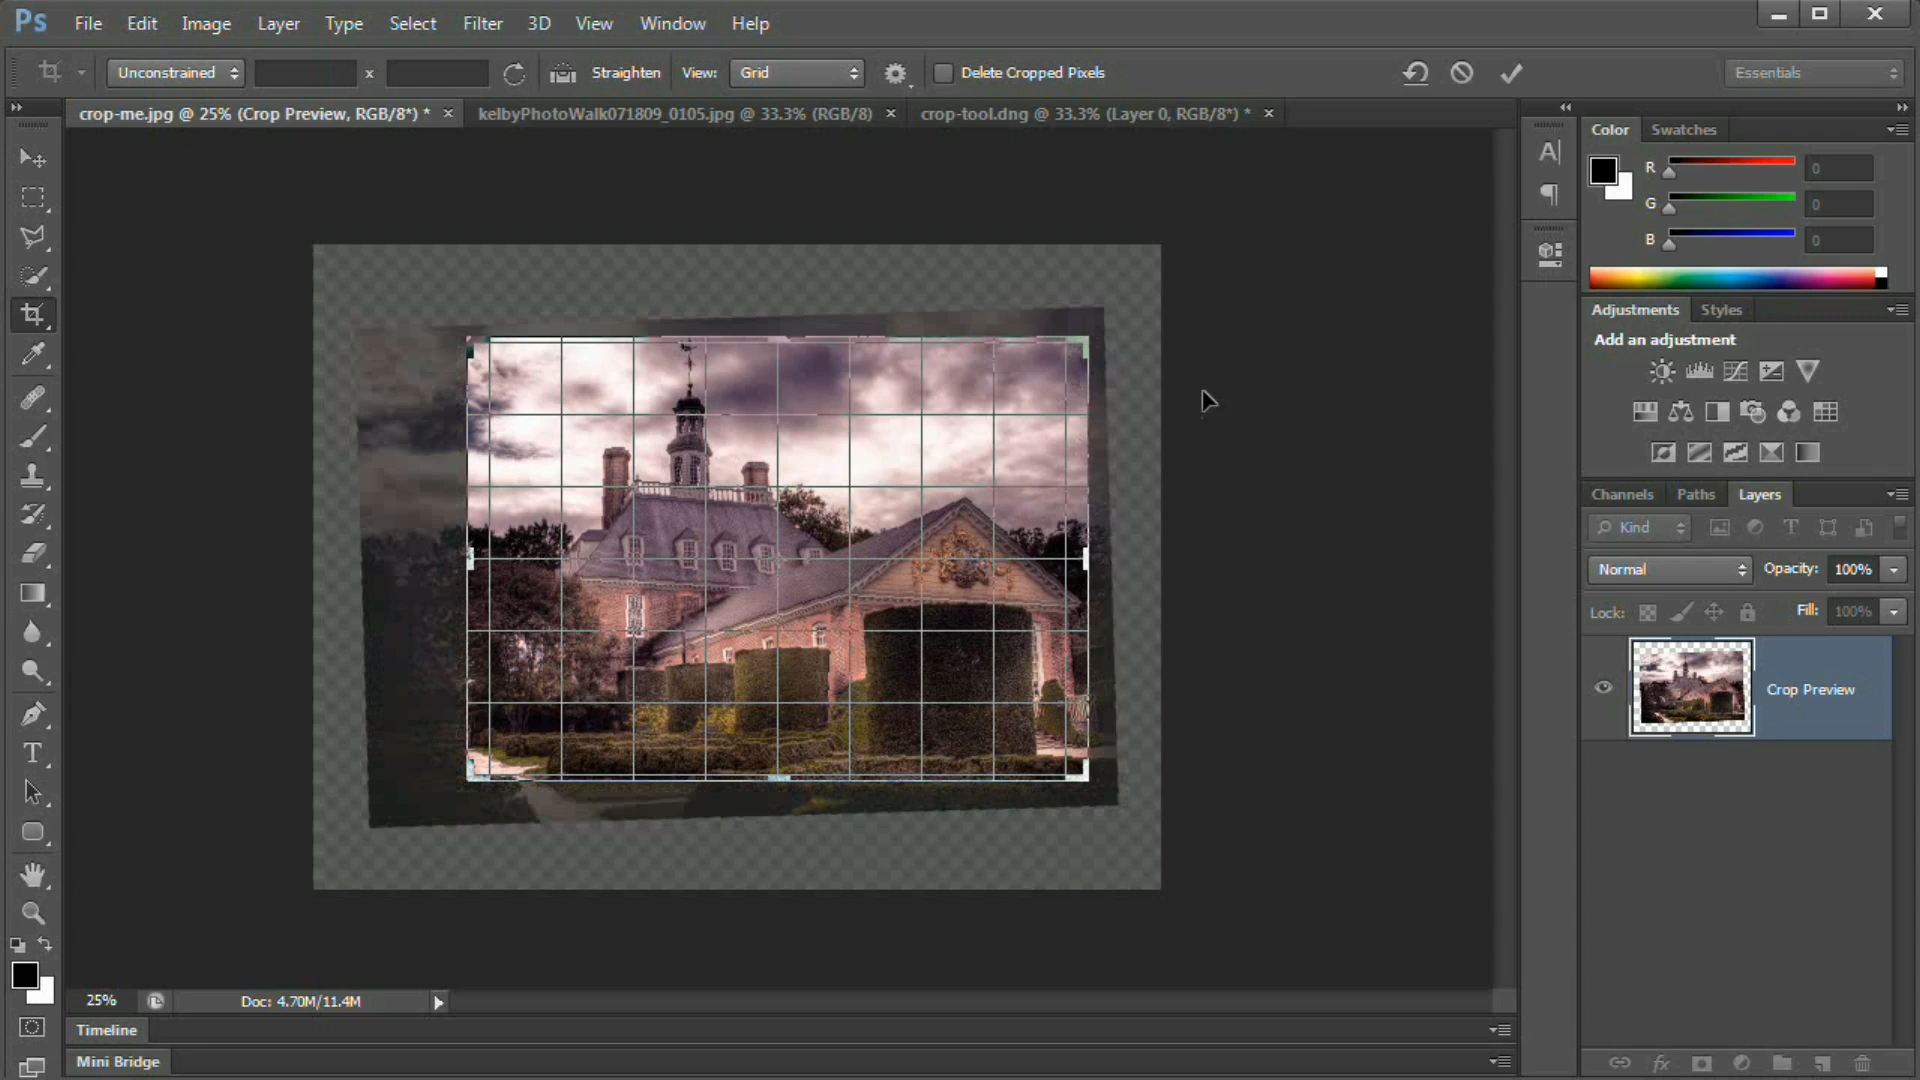 Ps File Edit Image Layer Type Select Filter 3D View Window Help
Unconstrained x Straighten View: Grid Delete Cropped Pixels Essentials
crop-me.jpg @ 25% (Crop Preview, RGB/8*) * × kelbyPhotoWalk071809_0105.jpg @ 33.3% (RGB/8) × crop-tool.dng @ 33.3% (Layer 0, RGB/8*) * ×
Color Swatches
R 0
G 0
B 0
Adjustments Styles
Add an adjustment
Channels Paths Layers
Kind
Normal Opacity: 100%
Lock: Fill: 100%
Crop Preview
25% Doc: 4.70M/11.4M
Timeline
Mini Bridge